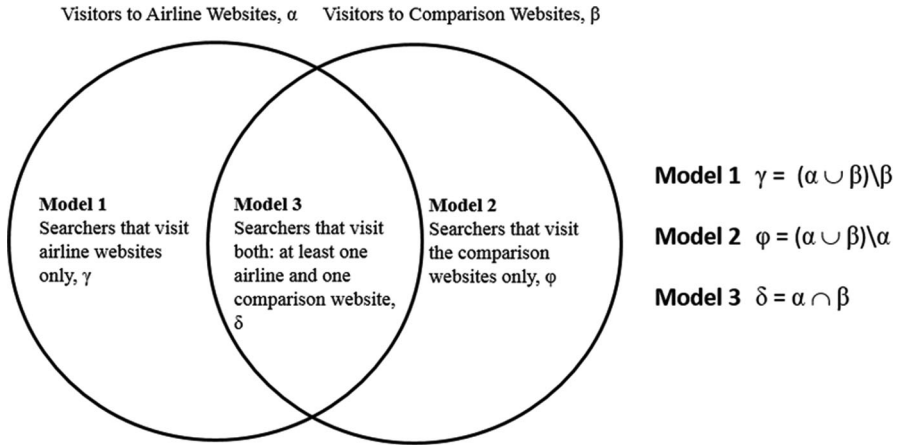 Visitors to Airline Websites, α
Visitors to Comparison Websites, β
Model 1
Searchers that visit
airline websites
only, γ
Model 3
Searchers that visit
both: at least one
airline and one
comparison website,
δ
Model 2
Searchers that visit
the comparison
websites only, φ
Model 1 γ = (α ∪ β)\β
Model 2 φ = (α ∪ β)\α
Model 3 δ = α ∩ β